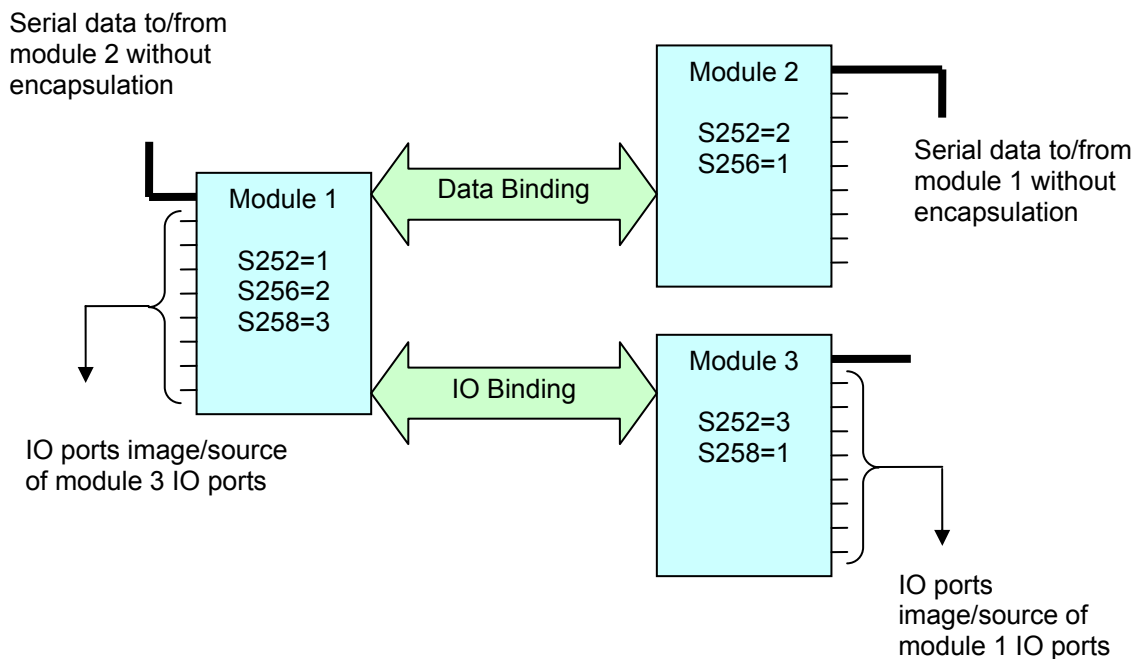 Serial data to/from
module 2 without
encapsulation
Module 1
S252=1
S256=2
S258=3
IO ports image/source
of module 3 IO ports
Data Binding
IO Binding
Module 2
S252=2
S256=1
Serial data to/from
module 1 without
encapsulation
Module 3
S252=3
S258=1
IO ports
image/source of
module 1 IO ports